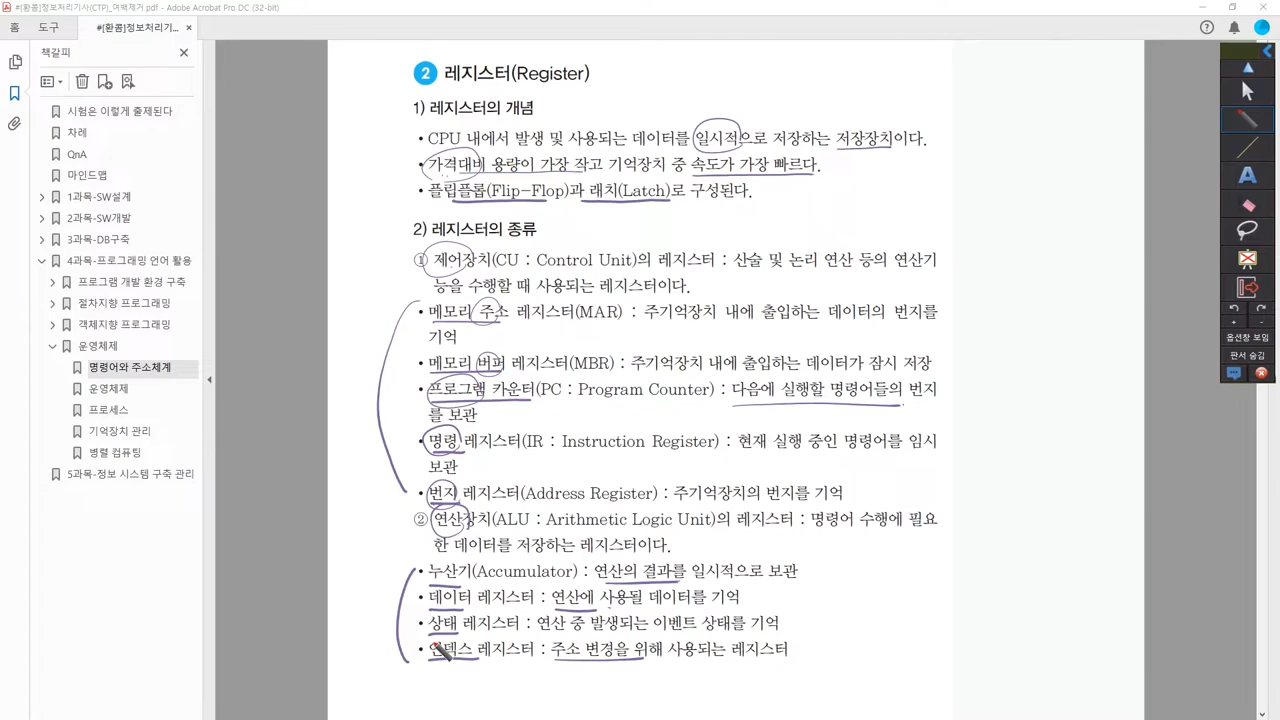 #[환콤]정보처리기사(CTP)_여백제거.pdf - Adobe Acrobat Pro DC (32-bit)
홈 도구 #[환콤]정보처리기... ×
책갈피
시험은 이렇게 출제된다
차례
QnA
마인드맵
1과목-SW설계
2과목-SW개발
3과목-DB구축
4과목-프로그래밍 언어 활용
프로그램 개발 환경 구축
절차지향 프로그래밍
객체지향 프로그래밍
운영체제
명령어와 주소체계
운영체제
프로세스
기억장치 관리
병렬 컴퓨팅
5과목-정보 시스템 구축 관리
2 레지스터(Register)
1) 레지스터의 개념
• CPU 내에서 발생 및 사용되는 데이터를 일시적으로 저장하는 저장장치이다.
• 가격대비 용량이 가장 작고 기억장치 중 속도가 가장 빠르다.
• 플립플롭(Flip-Flop)과 래치(Latch)로 구성된다.
2) 레지스터의 종류
① 제어장치(CU : Control Unit)의 레지스터 : 산술 및 논리 연산 등의 연산기
능을 수행할 때 사용되는 레지스터이다.
• 메모리 주소 레지스터(MAR) : 주기억장치 내에 출입하는 데이터의 번지를
기억
• 메모리 버퍼 레지스터(MBR) : 주기억장치 내에 출입하는 데이터가 잠시 저장
• 프로그램 카운터(PC : Program Counter) : 다음에 실행할 명령어들의 번지
를 보관
• 명령 레지스터(IR : Instruction Register) : 현재 실행 중인 명령어를 임시
보관
• 번지 레지스터(Address Register) : 주기억장치의 번지를 기억
② 연산장치(ALU : Arithmetic Logic Unit)의 레지스터 : 명령어 수행에 필요
한 데이터를 저장하는 레지스터이다.
• 누산기(Accumulator) : 연산의 결과를 일시적으로 보관
• 데이터 레지스터 : 연산에 사용될 데이터를 기억
• 상태 레지스터 : 연산 중 발생되는 이벤트 상태를 기억
• 인덱스 레지스터 : 주소 변경을 위해 사용되는 레지스터
A
옵션창 보임
판서 숨김